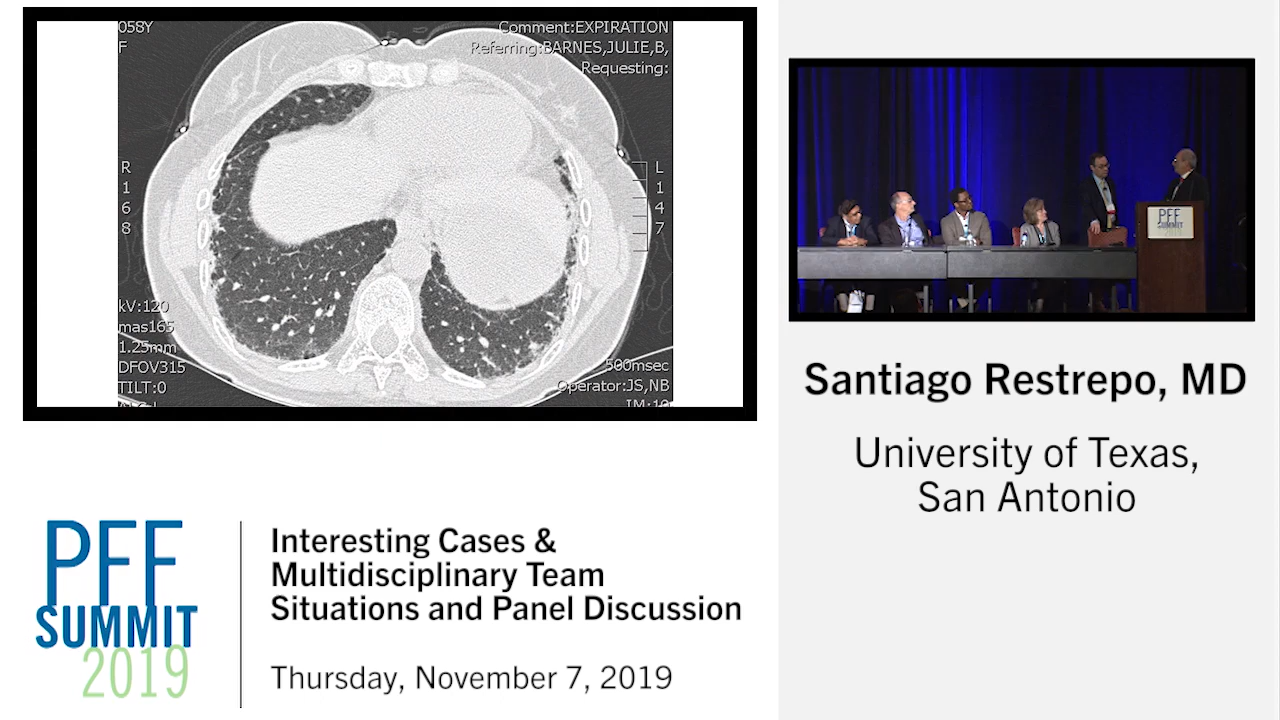 058Y
F
Comment:EXPIRATION
Referring:BARNES,JULIE,B,
Requesting:
R
1
6
8
L
1
4
7
kV:120
mas165
1.25mm
DFOV315
TILT:0
500msec
Operator:JS,NB
PFF
SUMMIT
2019
Santiago Restrepo, MD
University of Texas,
San Antonio
PFF
SUMMIT
2019
Interesting Cases &
Multidisciplinary Team
Situations and Panel Discussion
Thursday, November 7, 2019